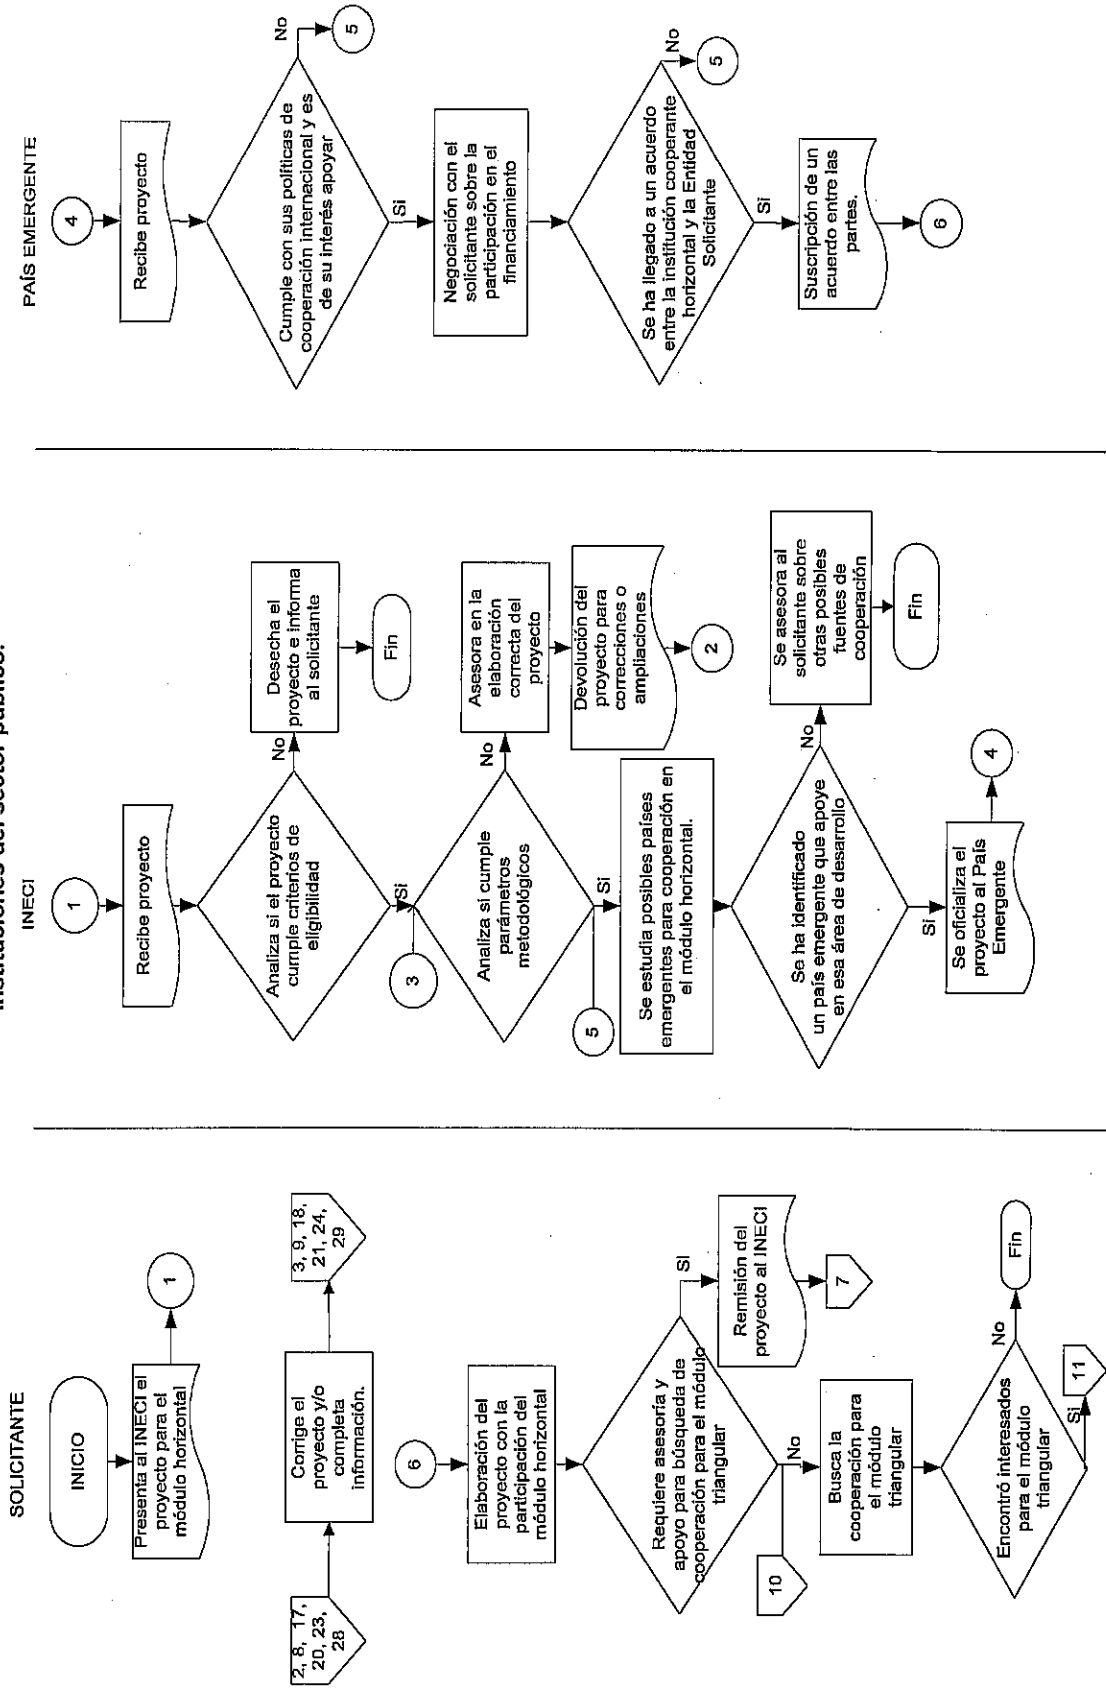 Instituciones del sector público.
SOLICITANTE
INICIO
Presenta al INECI el
proyecto para el
módulo horizontal
1
2, 8, 17,
20, 23,
28
Corrige el
proyecto y/o
completa
información.
3, 9, 18,
21, 24,
29
6
Elaboración del
proyecto con la
participación del
módulo horizontal
Requiere asesoría y
apoyo para búsqueda de
cooperación para el módulo
triangular
SI
Remisión del
proyecto al INECI
7
10
No
Busca la
cooperación para
el módulo
triangular
Encontró interesados
para el módulo
triangular
No
Fin
Si
11
INECI
1
Recibe proyecto
Analiza si el proyecto
cumple criterios de
eligibilidad
No
Desecha el
proyecto e informa
al solicitante
Fin
Si
3
Analiza si cumple
parámetros
metodológicos
No
Asesora en la
elaboración
correcta del
proyecto
Devolución del
proyecto para
correcciones o
ampliaciones
2
Si
5
Se estudia posibles países
emergentes para cooperación en
el módulo horizontal.
Se ha identificado
un país emergente que apoye
en esa área de desarrollo
No
Se asesora al
solicitante sobre
otras posibles
fuentes de
cooperación
Fin
Si
Se oficializa el
proyecto al País
Emergente
4
PAÍS EMERGENTE
4
Recibe proyecto
Cumple con sus políticas de
cooperación internacional y es
de su interés apoyar
No
5
Si
Negociación con el
solicitante sobre la
participación en el
financiamiento
Se ha llegado a un acuerdo
entre la institución cooperante
horizontal y la Entidad
Solicitante
No
5
Si
Suscripción de un
acuerdo entre las
partes.
6